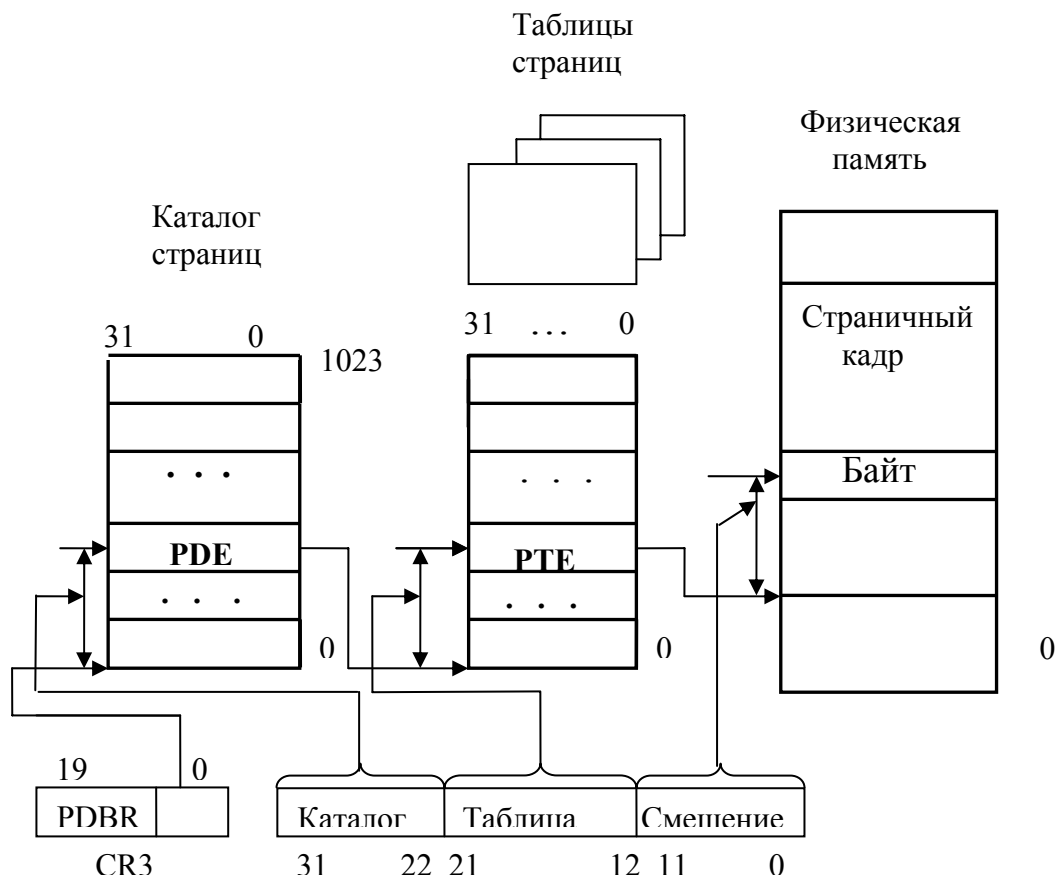 Таблицы
страниц
Физическая
память
Каталог
страниц
31 0
1023
31 ... 0
Страничный
кадр
. . .
. . .
Байт
PDE
PTE
. . .
. . .
0
0
0
19 0
PDBR
Каталог Таблица Смещение
CR3
31 22 21 12 11 0